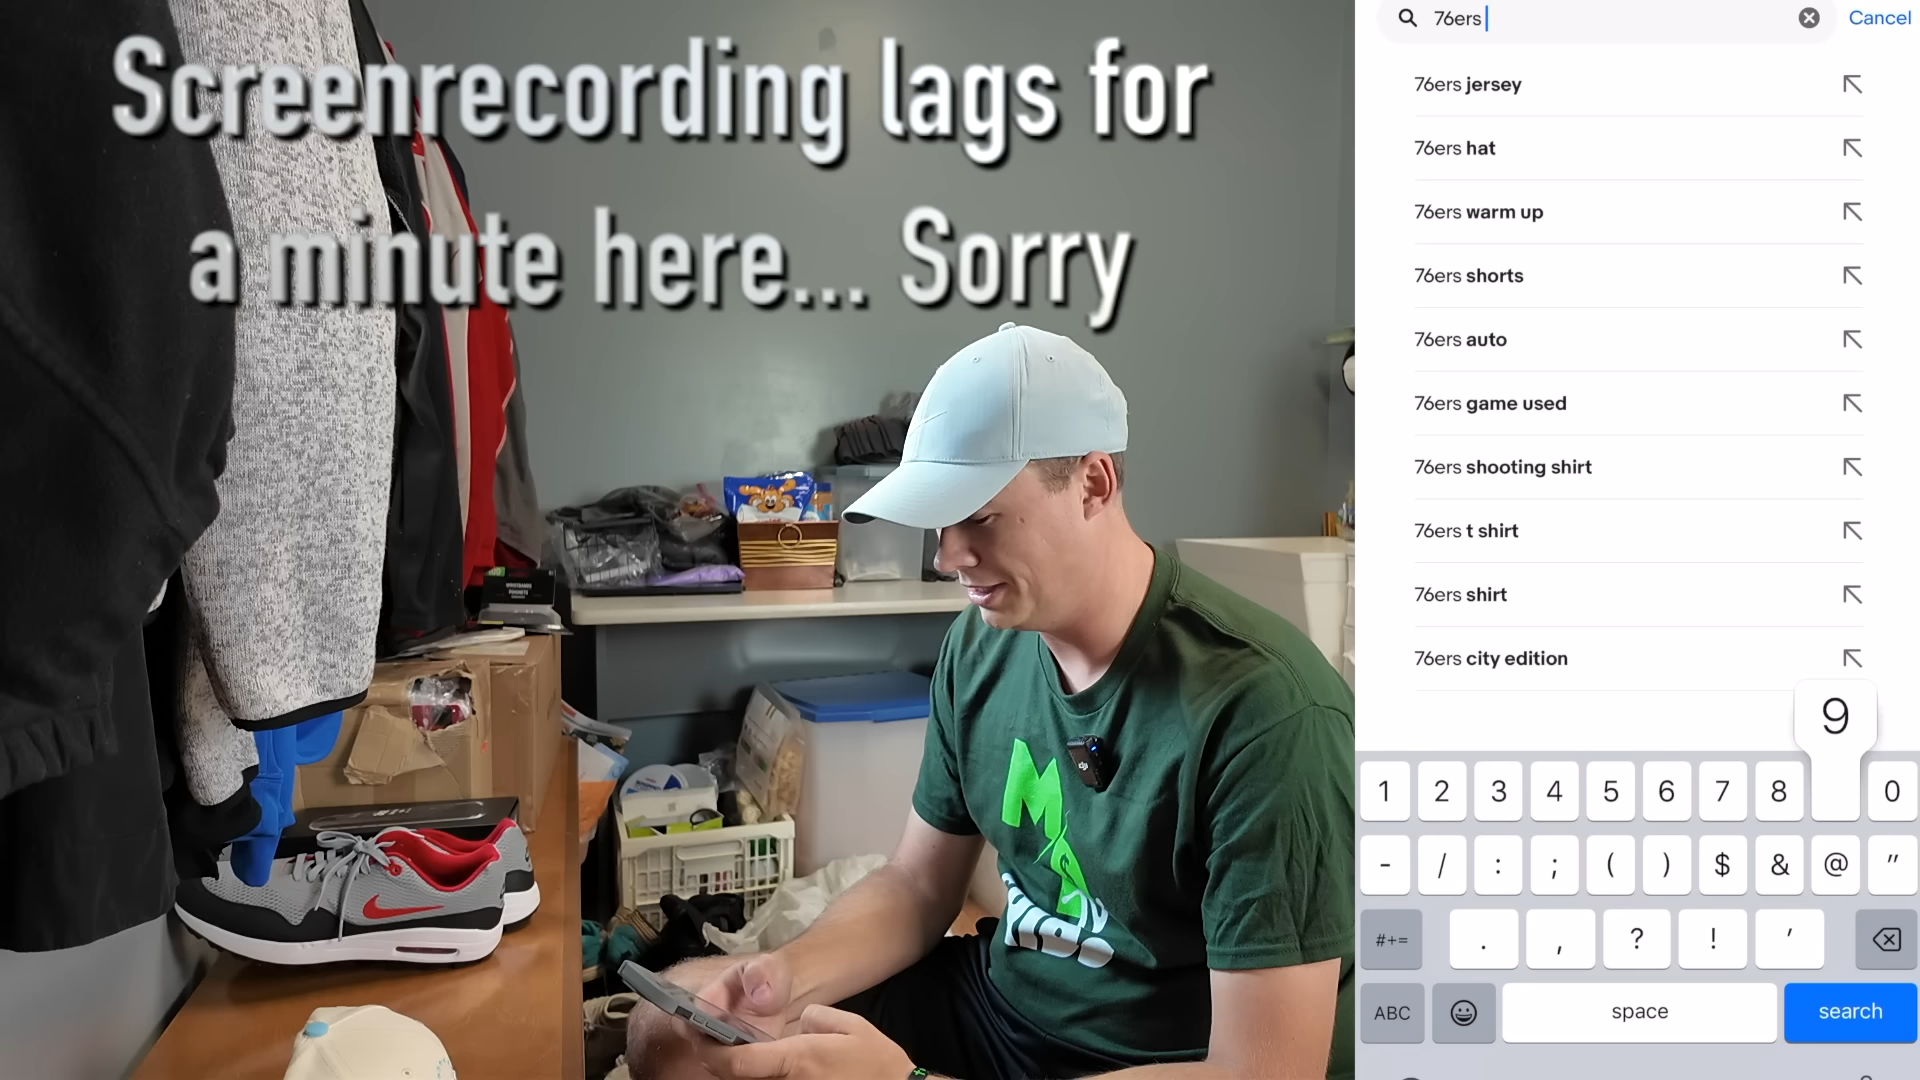 Screenrecording lags for
a minute here... Sorry
76ers
Cancel
76ers jersey
76ers hat
76ers warm up
76ers shorts
76ers auto
76ers game used
76ers shooting shirt
76ers t shirt
76ers shirt
76ers city edition
9
1 2 3 4 5 6 7 8 0
- / : ; ( ) $ & @ "
#+= . , ? ! '
ABC space search